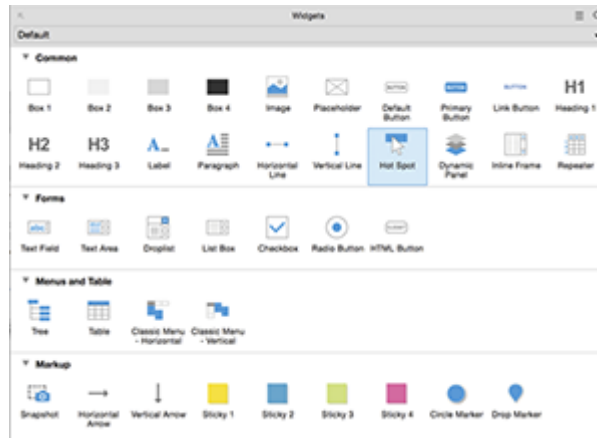 Widgets
Default
Common
Box 1 Box 2 Box 3 Box 4 Image Placeholder Default Button Primary Button Link Button Heading 1
H1
H2 H3
Heading 2 Heading 3 Label Paragraph Horizontal Line Vertical Line Hot Spot Dynamic Panel Inline Frame Repeater
Forms
abc
Text Field Text Area Droplist List Box Checkbox Radio Button HTML Button
Menus and Table
Tree Table Classic Menu - Horizontal Classic Menu - Vertical
Markup
Snapshot Horizontal Arrow Vertical Arrow Sticky 1 Sticky 2 Sticky 3 Sticky 4 Circle Marker Drop Marker